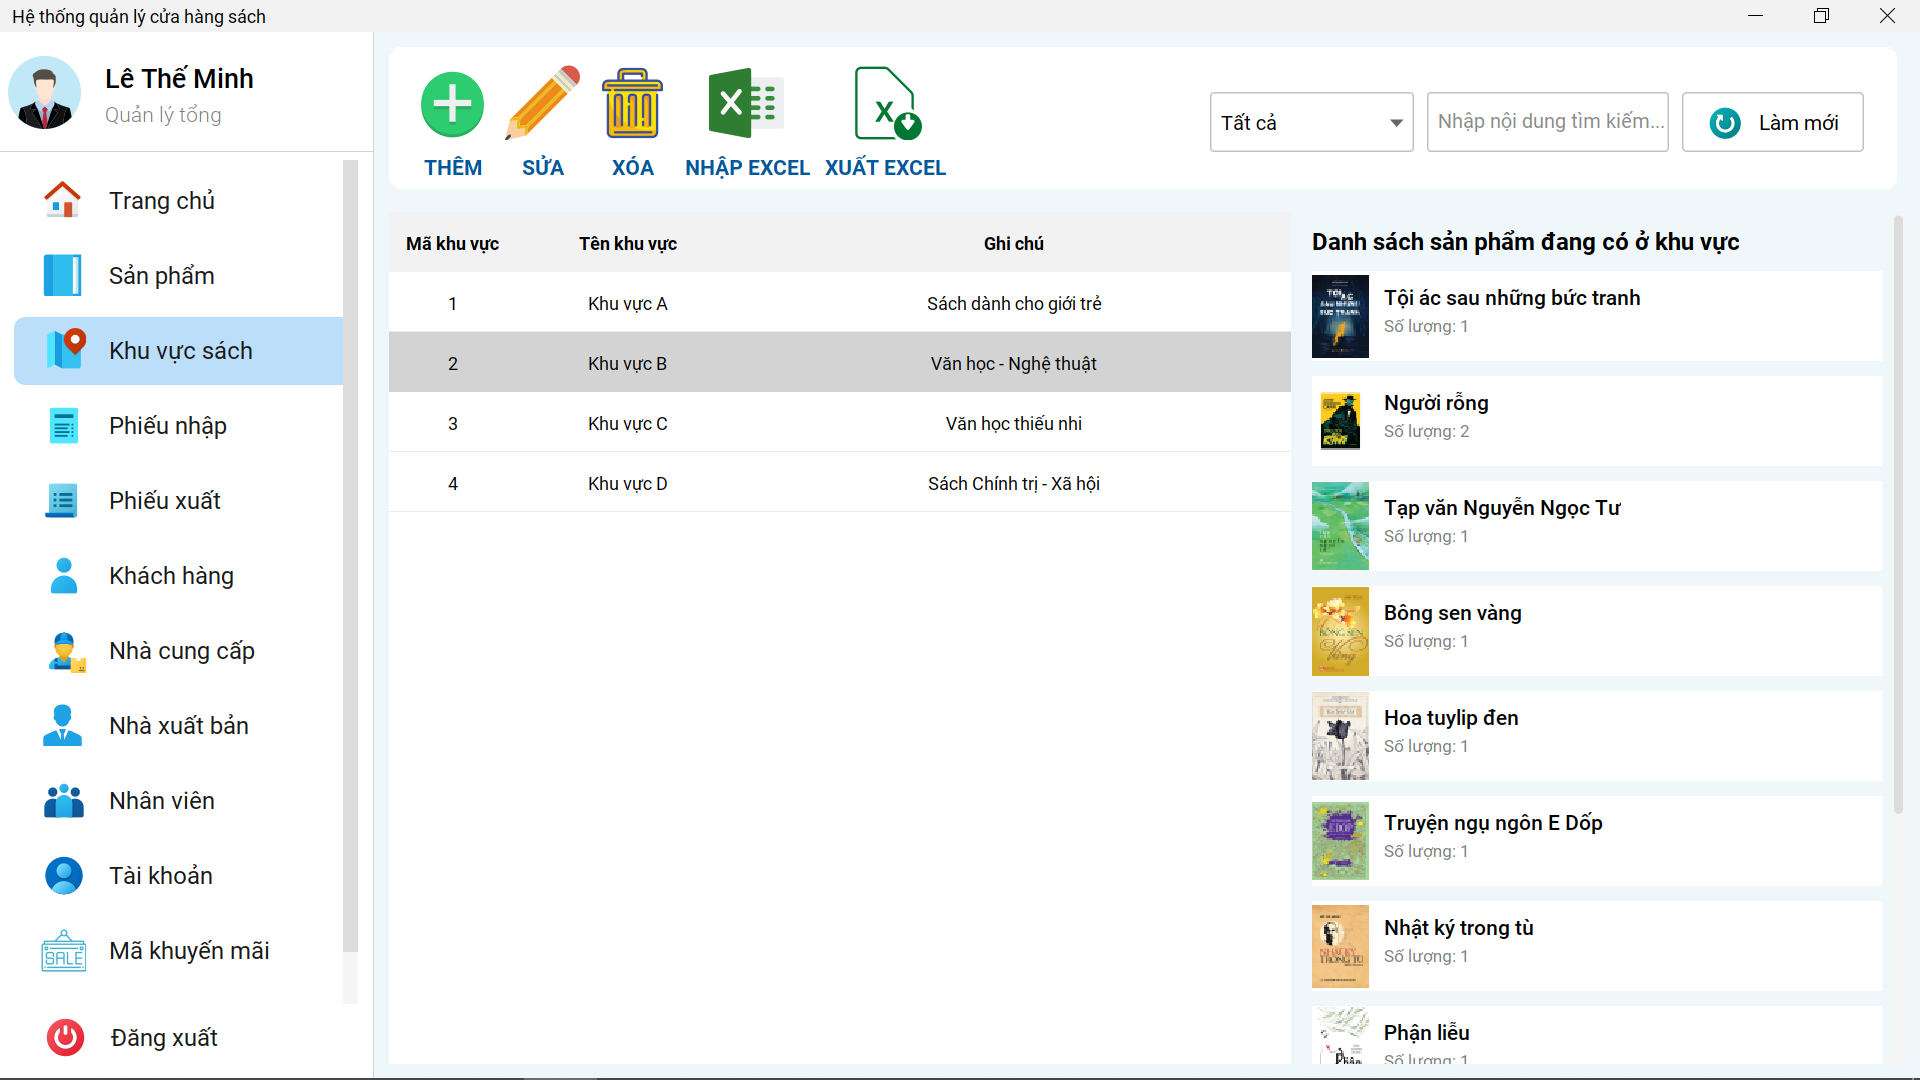 Hệ thống quản lý cửa hàng sách
Lê Thế Minh
Quản lý tổng
Trang chủ
Sản phẩm
Khu vực sách
Phiếu nhập
Phiếu xuất
Khách hàng
Nhà cung cấp
Nhà xuất bản
Nhân viên
Tài khoản
SALE
Mã khuyến mãi
Đăng xuất
THÊM
SỬA
XÓA
NHẬP EXCEL
XUẤT EXCEL
Tất cả
Nhập nội dung tìm kiếm...
Làm mới
Mã khu vực Tên khu vực Ghi chú
1 Khu vực A Sách dành cho giới trẻ
2 Khu vực B Văn học - Nghệ thuật
3 Khu vực C Văn học thiếu nhi
4 Khu vực D Sách Chính trị - Xã hội
Danh sách sản phẩm đang có ở khu vực
Tội ác sau những bức tranh
Số lượng: 1
Người rỗng
Số lượng: 2
Tạp văn Nguyễn Ngọc Tư
Số lượng: 1
Bông sen vàng
Số lượng: 1
Hoa tuylip đen
Số lượng: 1
Truyện ngụ ngôn E Dốp
Số lượng: 1
Nhật ký trong tù
Số lượng: 1
Phận liễu
Số lượng: 1